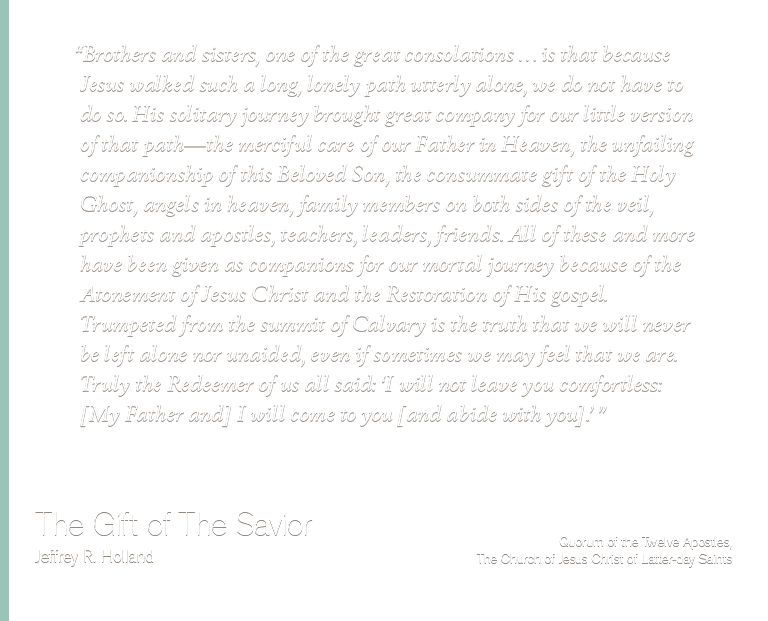 “Brothers and sisters, one of the great consolations … is that because
Jesus walked such a long, lonely path utterly alone, we do not have to
do so. His solitary journey brought great company for our little version
of that path—the merciful care of our Father in Heaven, the unfailing
companionship of this Beloved Son, the consummate gift of the Holy
Ghost, angels in heaven, family members on both sides of the veil,
prophets and apostles, teachers, leaders, friends. All of these and more
have been given as companions for our mortal journey because of the
Atonement of Jesus Christ and the Restoration of His gospel.
Trumpeted from the summit of Calvary is the truth that we will never
be left alone nor unaided, even if sometimes we may feel that we are.
Truly the Redeemer of us all said: ‘I will not leave you comfortless:
[My Father and] I will come to you [and abide with you].’ ”
The Gift of The Savior
Jeffrey R. Holland
Quorum of the Twelve Apostles,
The Church of Jesus Christ of Latter-day Saints